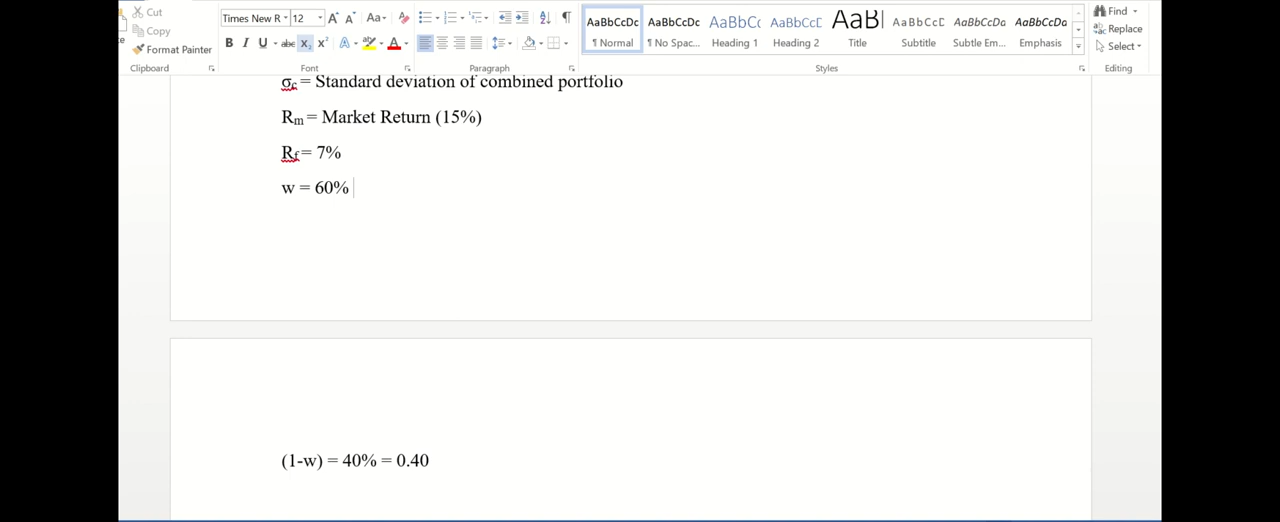 Cut
Copy
Format Painter
Clipboard
Times New R
12
Aa
B I U abc X₂ X²
Font
Paragraph
AaBbCcDc AaBbCcDc AaBbC( AaBbCcD AaB AaBbCcD AaBbCcDa AaBbCcDa
¶ Normal ¶ No Spac... Heading 1 Heading 2 Title Subtitle Subtle Em... Emphasis
Styles
Find
Replace
Select
Editing
σc = Standard deviation of combined portfolio
Rm = Market Return (15%)
Rf = 7%
w = 60%
(1-w) = 40% = 0.40